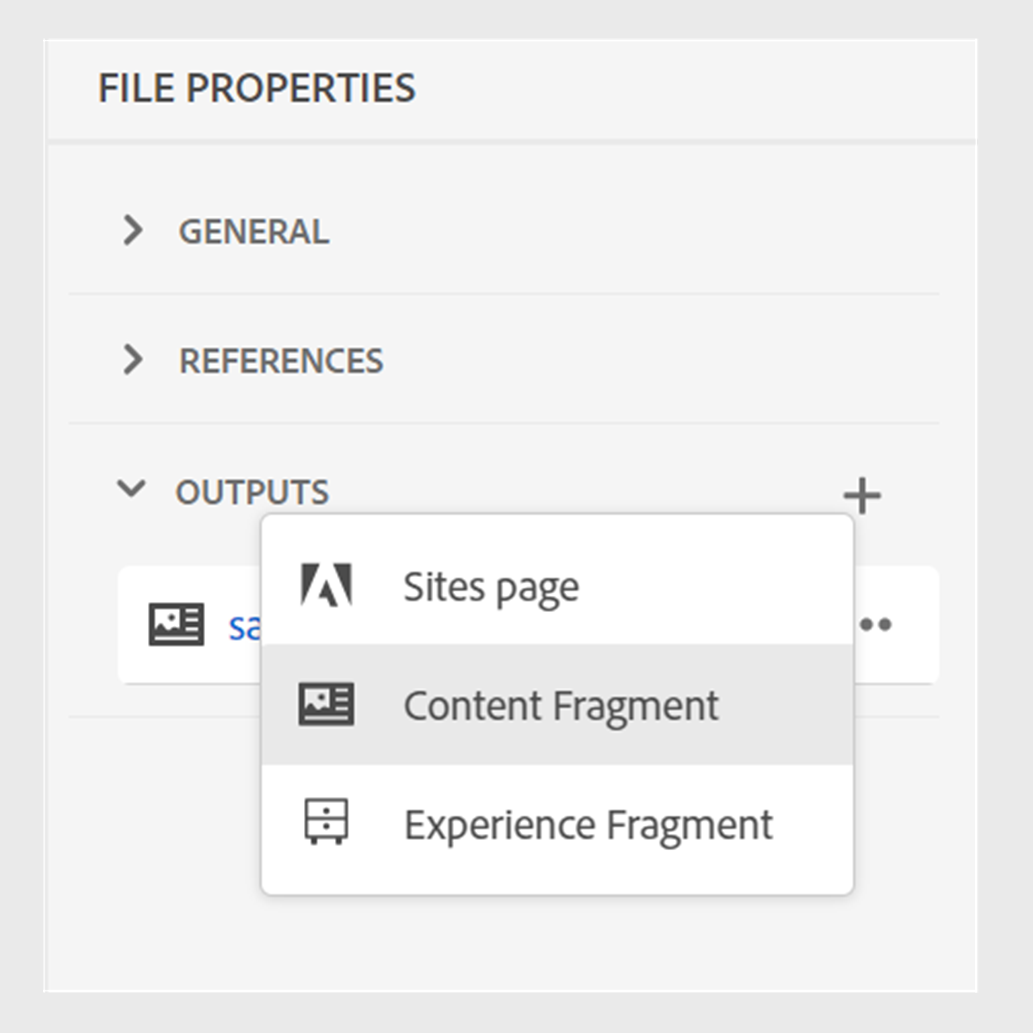 FILE PROPERTIES
GENERAL
REFERENCES
OUTPUTS
Sites page
Content Fragment
Experience Fragment